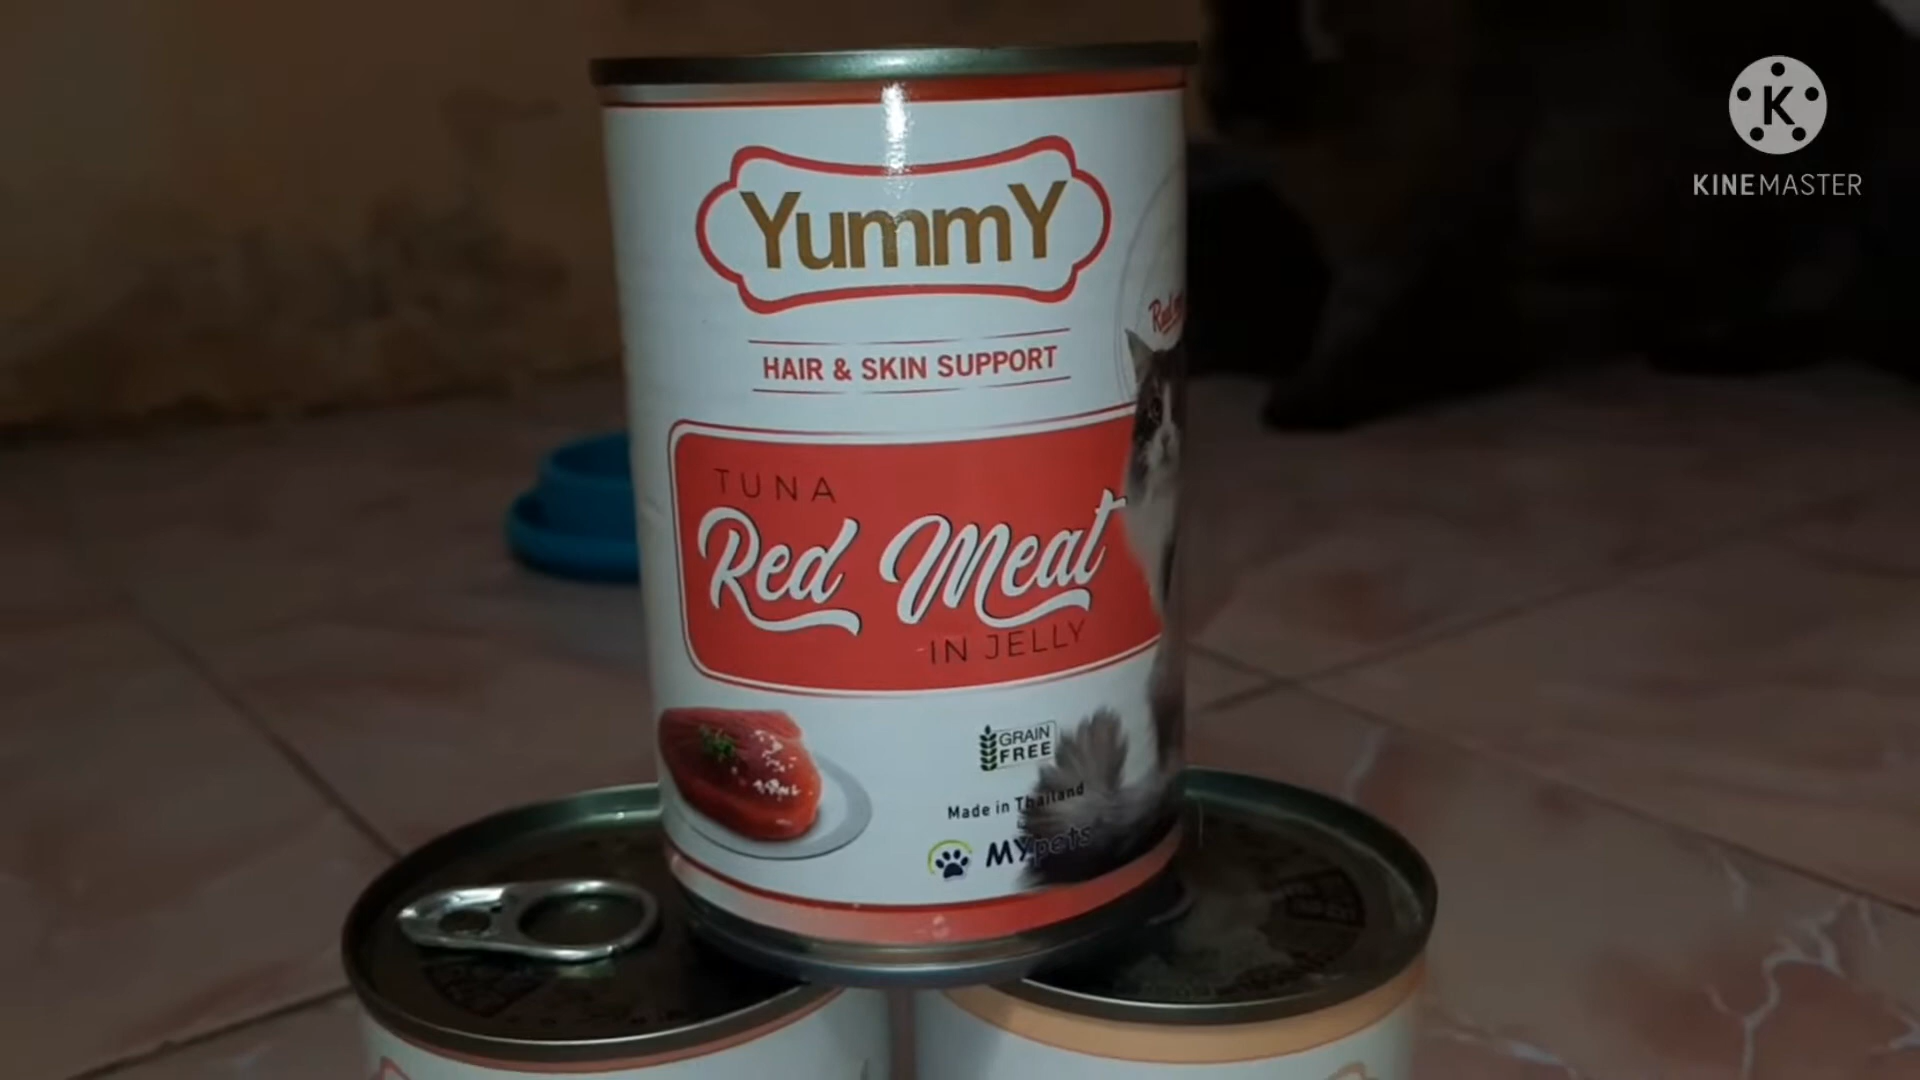 YummY
HAIR & SKIN SUPPORT
TUNA
Red Meat
IN JELLY
GRAIN
FREE
Made in Thailand
MYpets
K
KINEMASTER